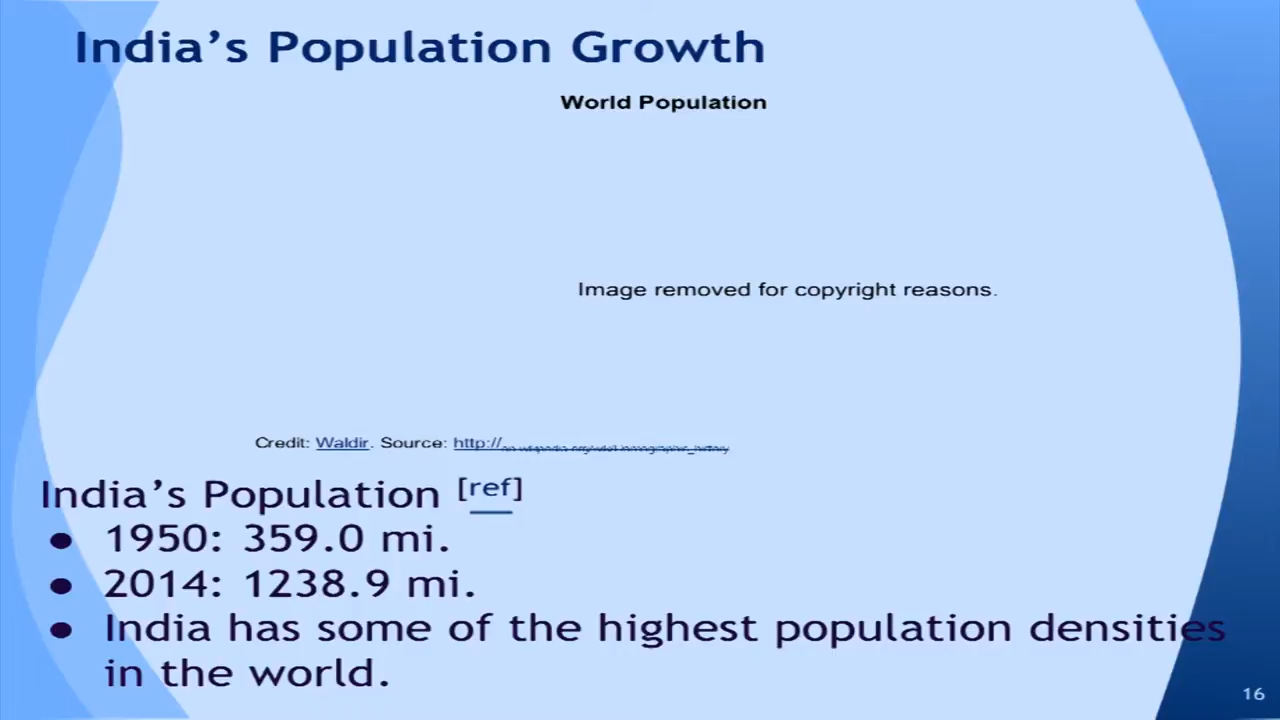 India's Population Growth
World Population
Image removed for copyright reasons.
Credit: Waldir. Source: http://
India's Population [ref]
● 1950: 359.0 mi.
● 2014: 1238.9 mi.
● India has some of the highest population densities
in the world.
16